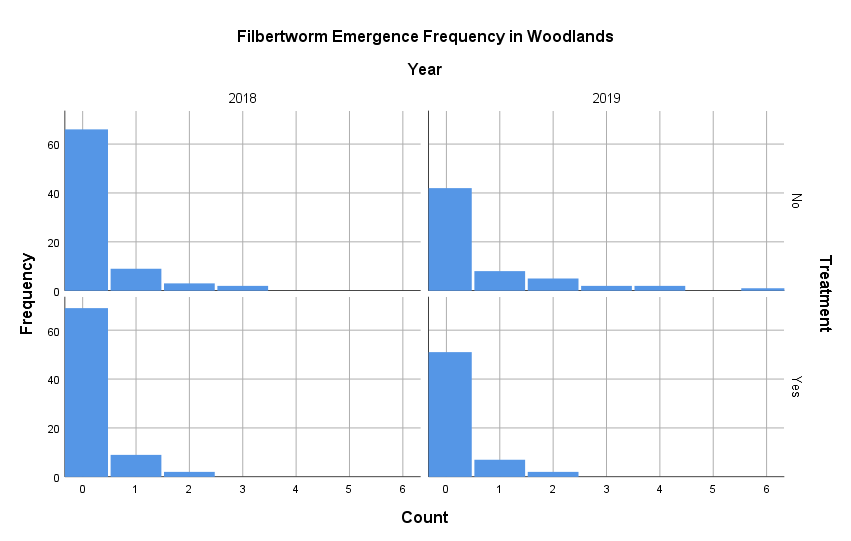 Filbertworm Emergence Frequency in Woodlands
Year
2018 2019
60
40
20
0
No
60
40
20
0
Yes
Frequency
Treatment
0 1 2 3 4 5 6 0 1 2 3 4 5 6
Count